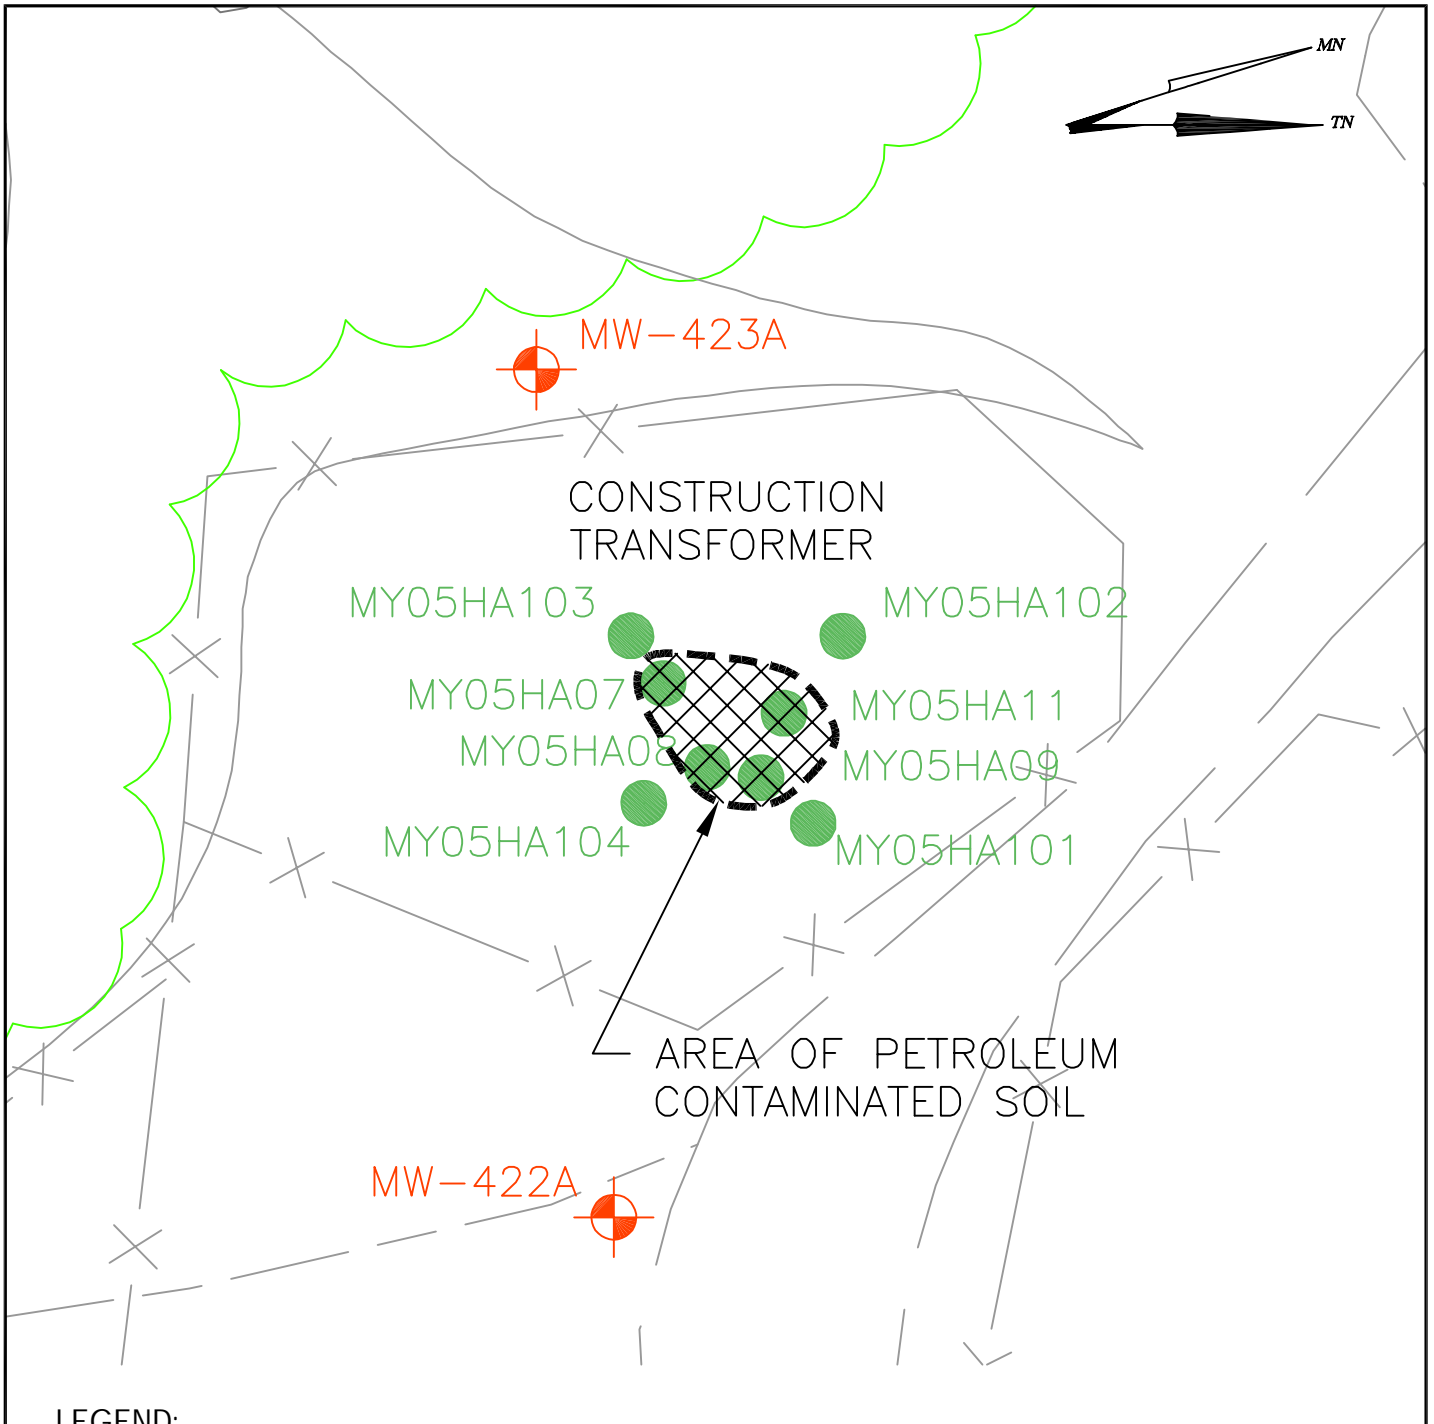 MN
TN
MW-423A
CONSTRUCTION
TRANSFORMER
MY05HA103
MY05HA102
MY05HA07
MY05HA11
MY05HA08
MY05HA09
MY05HA104
MY05HA101
AREA OF PETROLEUM
CONTAMINATED SOIL
MW-422A
LEGEND: